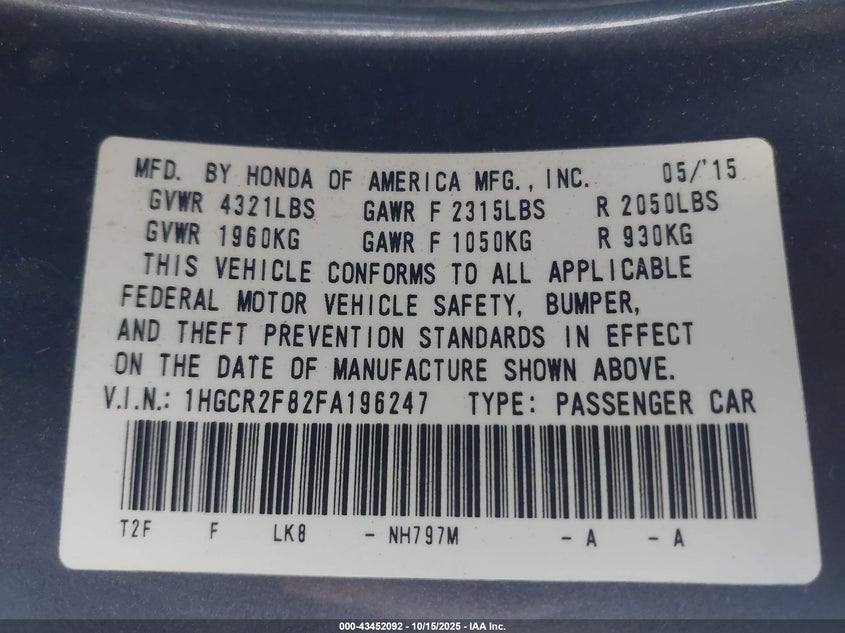 MFD. BY HONDA OF AMERICA MFG., INC. 05/'15
GVWR 4321LBS GAWR F 2315LBS R 2050LBS
GVWR 1960KG GAWR F 1050KG R 930KG
THIS VEHICLE CONFORMS TO ALL APPLICABLE
FEDERAL MOTOR VEHICLE SAFETY, BUMPER,
AND THEFT PREVENTION STANDARDS IN EFFECT
ON THE DATE OF MANUFACTURE SHOWN ABOVE.
V.I.N.: 1HGCR2F82FA196247 TYPE: PASSENGER CAR
T2F F LK8 - NH797M - A - A
000-43452092 - 10/15/2025 - IAA Inc.